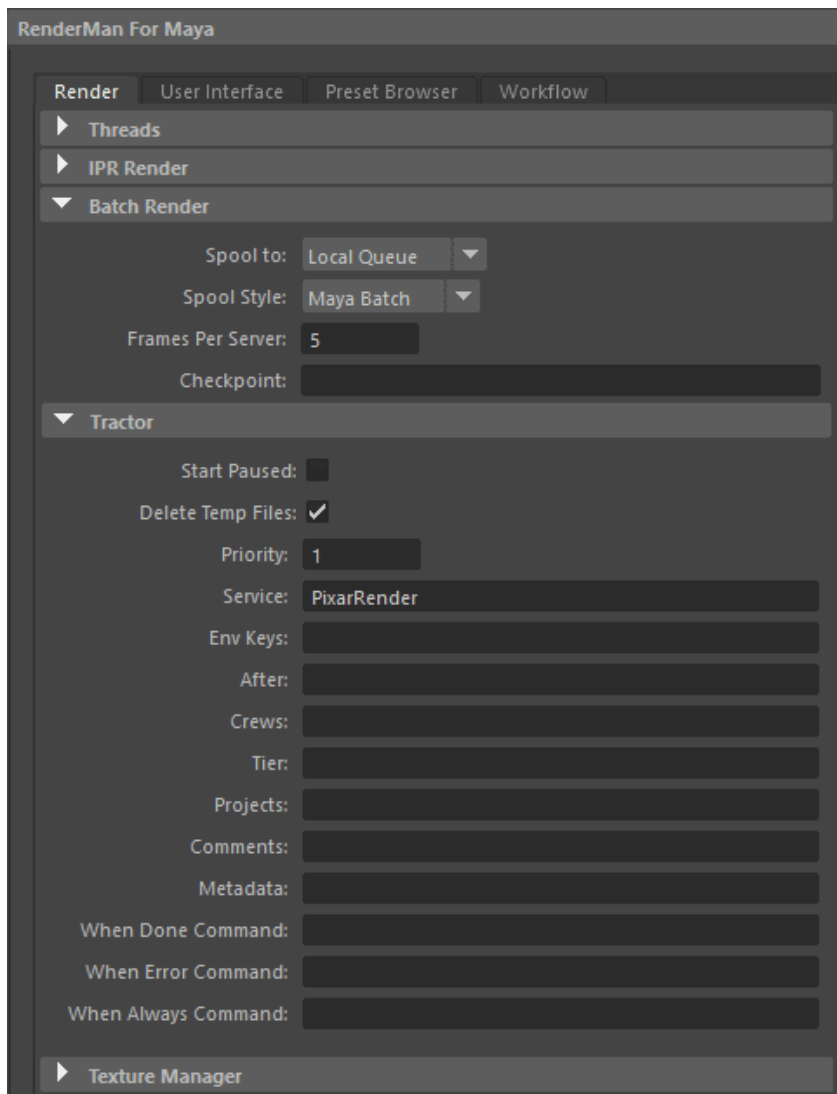 RenderMan For Maya
Render User Interface Preset Browser Workflow
Threads
IPR Render
Batch Render
Spool to: Local Queue
Spool Style: Maya Batch
Frames Per Server: 5
Checkpoint:
Tractor
Start Paused:
Delete Temp Files:
Priority: 1
Service: PixarRender
Env Keys:
After:
Crews:
Tier:
Projects:
Comments:
Metadata:
When Done Command:
When Error Command:
When Always Command:
Texture Manager